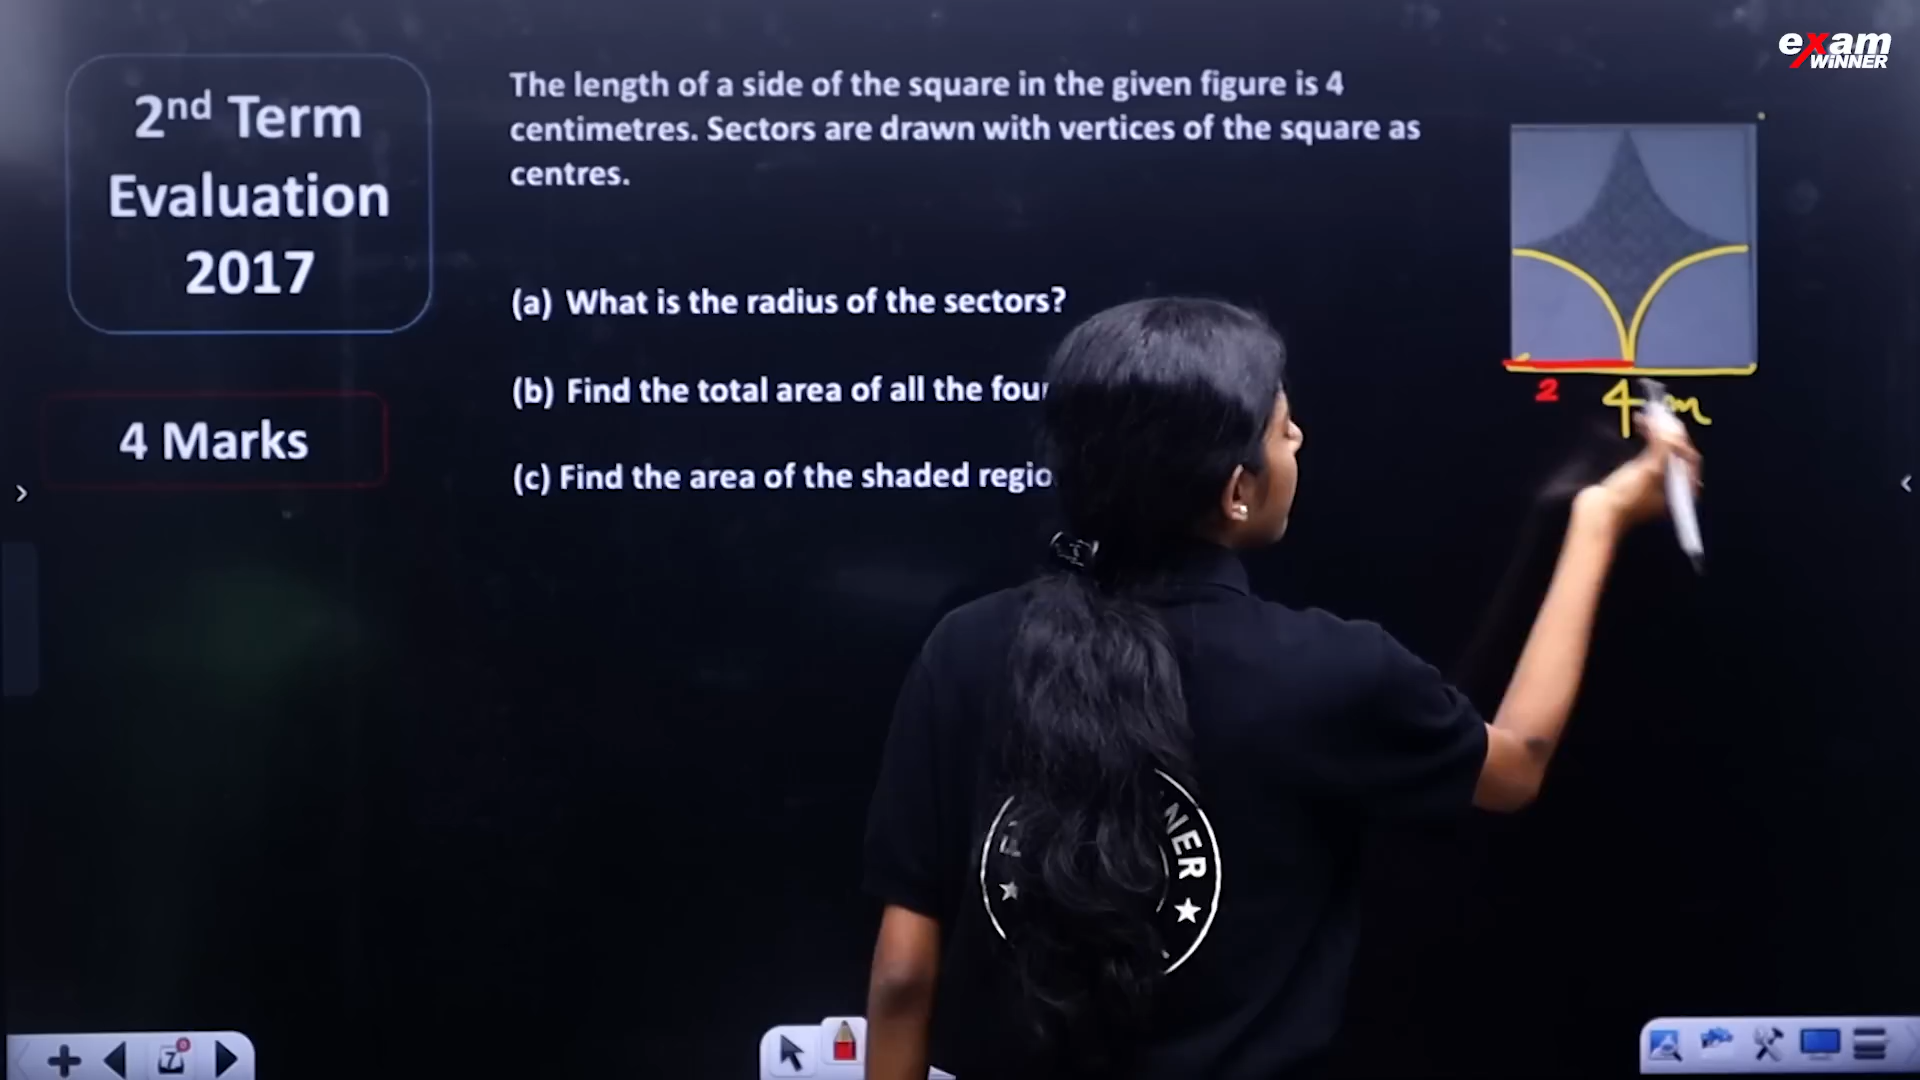 exam
WiNNER
2nd Term
Evaluation
2017
4 Marks
The length of a side of the square in the given figure is 4
centimetres. Sectors are drawn with vertices of the square as
centres.
(a) What is the radius of the sectors?
(b) Find the total area of all the four
(c) Find the area of the shaded regio
2
4
NER
7